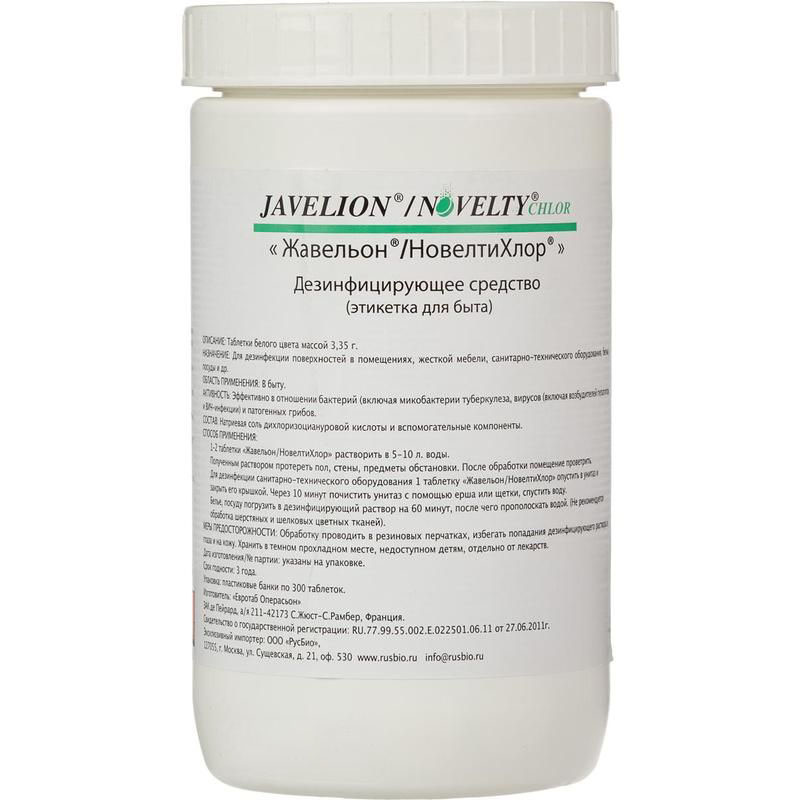 JAVELION®/NOVELTY® CHLOR
« Жавельон®/НовелтиХлор® »
Дезинфицирующее средство
(этикетка для быта)
ОПИСАНИЕ: Таблетки белого цвета массой 3,35 г.
НАЗНАЧЕНИЕ: Для дезинфекции поверхностей в помещениях, жесткой мебели, санитарно-технического оборудования,
посуды и др.
ОБЛАСТЬ ПРИМЕНЕНИЯ: В быту.
АКТИВНОСТЬ: Эффективно в отношении бактерий (включая микобактерии туберкулеза, вирусов (включая возбудителей
и ВИЧ-инфекции) и патогенных грибов.
СОСТАВ: Натриевая соль дихлоризоциануровой кислоты и вспомогательные компоненты.
СПОСОБ ПРИМЕНЕНИЯ:
1-2 таблетки «Жавельон/НовелтиХлор» растворить в 5-10 л. воды.
Полученным раствором протереть пол, стены, предметы обстановки. После обработки помещение проветрить.
Для дезинфекции санитарно-технического оборудования 1 таблетку «Жавельон/НовелтиХлор» опустить в унитаз и
закрыть его крышкой. Через 10 минут почистить унитаз с помощью ерша или щетки, спустить воду.
Белье, посуду погрузить в дезинфицирующий раствор на 60 минут, после чего прополоскать водой. (Не рекомендуется
обработка шерстяных и шелковых цветных тканей).
МЕРЫ ПРЕДОСТОРОЖНОСТИ: Обработку проводить в резиновых перчатках, избегать попадания дезинфицирующего раствора в
глаза и на кожу. Хранить в темном прохладном месте, недоступном детям, отдельно от лекарств.
Дата изготовления/№ партии: указаны на упаковке.
Срок годности: 3 года.
Упаковка: пластиковые банки по 300 таблеток.
Изготовитель: «Евротаб Операсьон»
ЗАК де Пейрард, а/я 211-42173 С.Жюст-С.Рамбер, Франция.
Свидетельство о государственной регистрации: RU.77.99.55.002.Е.022501.06.11 от 27.06.2011г.
Эксклюзивный импортер: ООО «РусБио»,
127055, г. Москва, ул. Сущевская, д. 21, оф. 530 www.rusbio.ru info@rusbio.ru